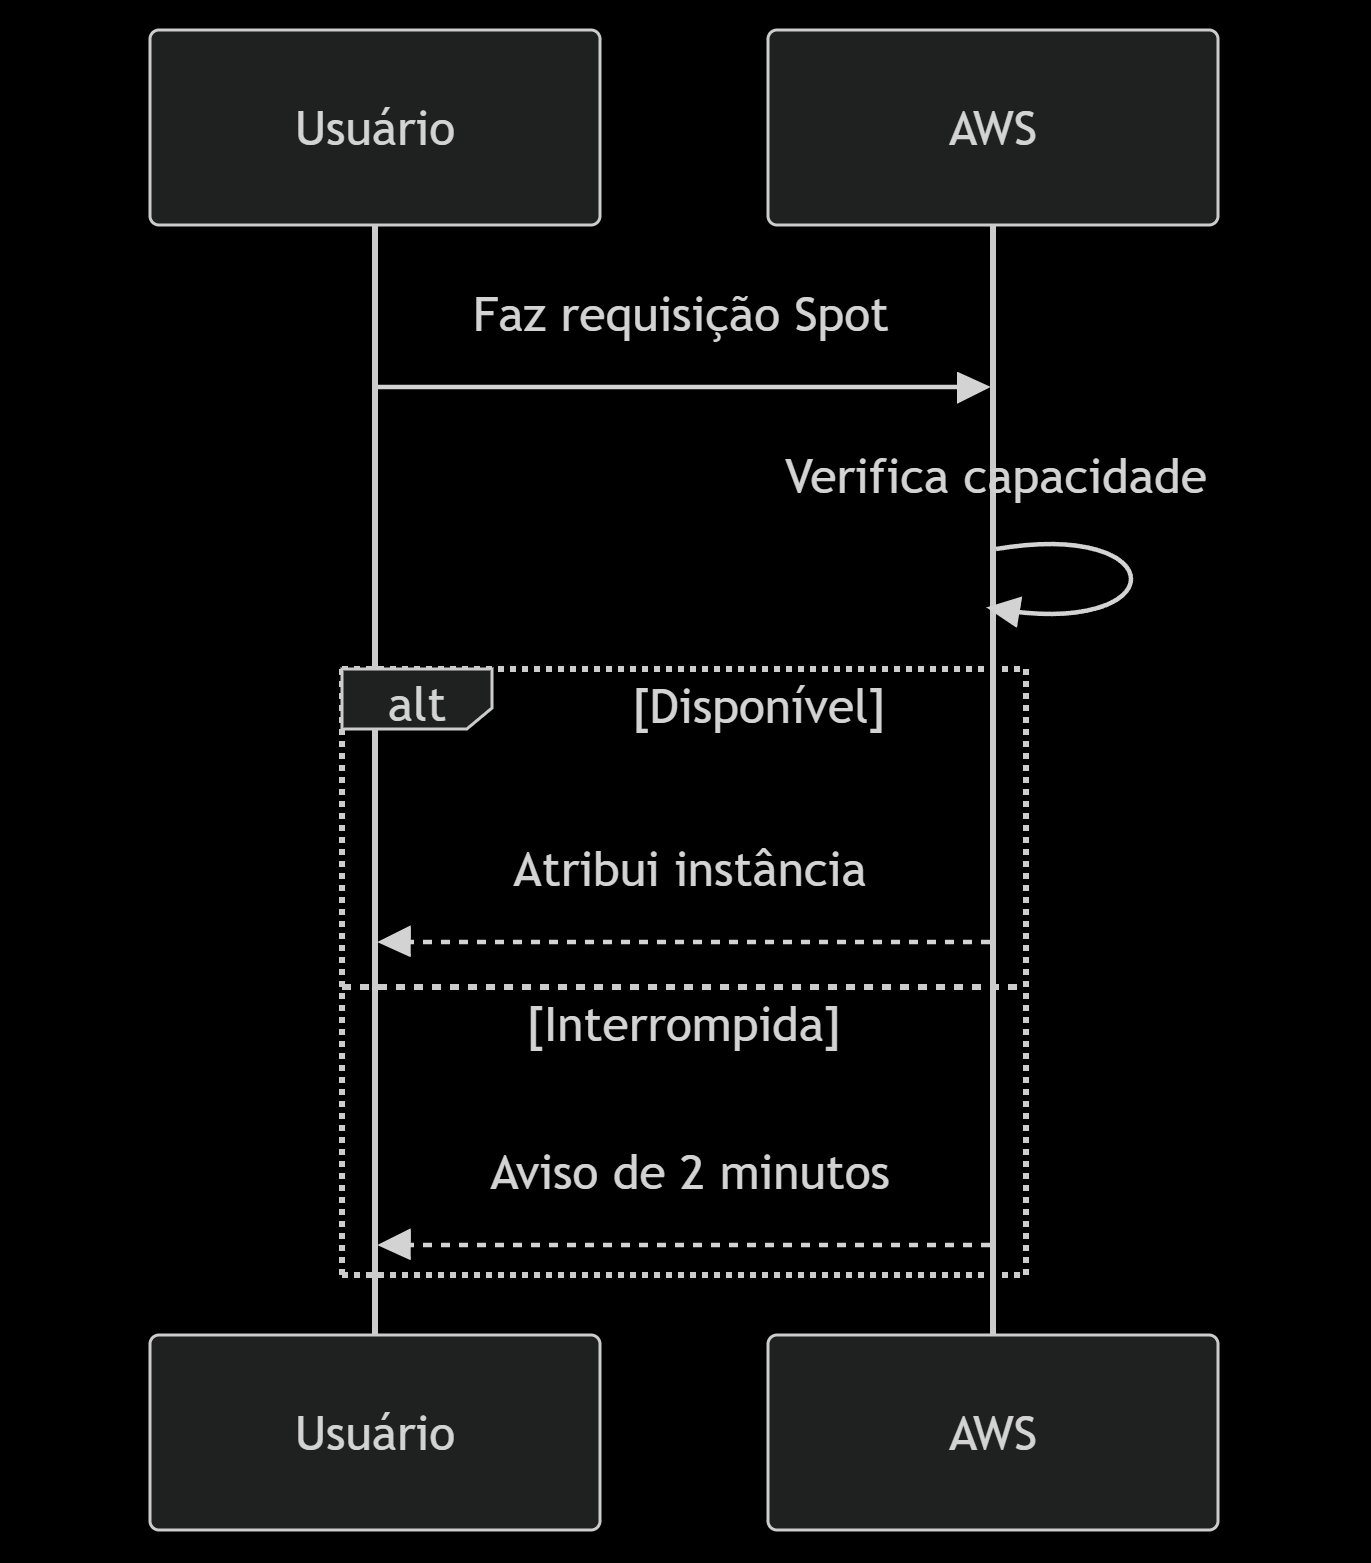 Usuário
AWS
Faz requisição Spot
Verifica capacidade
alt
[Disponível]
Atribui instância
[Interrompida]
Aviso de 2 minutos
Usuário
AWS